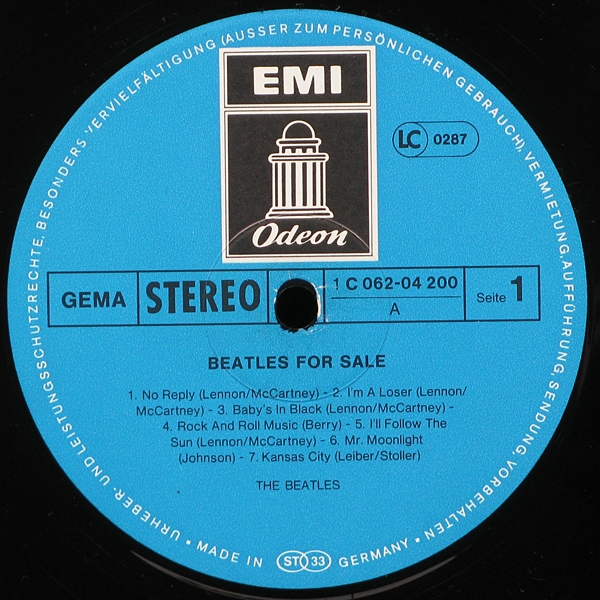 URHEBER- UND LEISTUNGSSCHUTZRECHTE, BESONDERS VERVIELFÄLTIGUNG (AUSSER ZUM PERSÖNLICHEN GEBRAUCH), VERMIETUNG, AUFFÜHRUNG, SENDUNG, VORBEHALTEN •
EMI
LC 0287
Odeon
GEMA
STEREO
1 C 062-04 200
A
Seite 1
BEATLES FOR SALE
1. No Reply (Lennon/McCartney) - 2. I'm A Loser (Lennon/
McCartney) - 3. Baby's In Black (Lennon/McCartney) -
4. Rock And Roll Music (Berry) - 5. I'll Follow The
Sun (Lennon/McCartney) - 6. Mr. Moonlight
(Johnson) - 7. Kansas City (Leiber/Stoller)
THE BEATLES
• MADE IN ST 33 GERMANY •